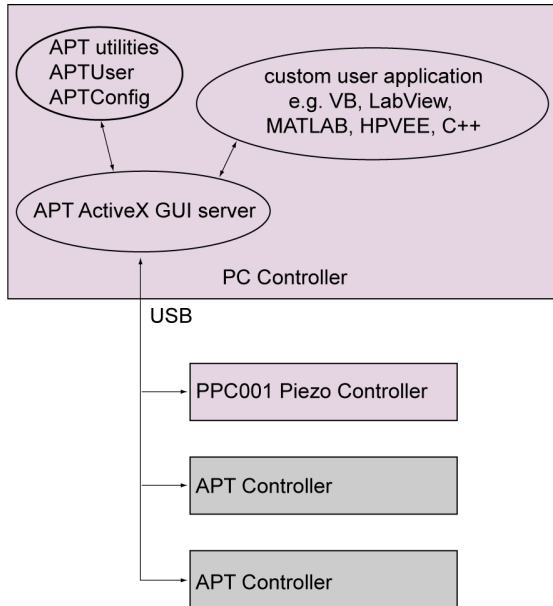 APT utilities
APTUser
APTConfig
custom user application
e.g. VB, LabView,
MATLAB, HPVEE, C++
APT ActiveX GUI server
PC Controller
USB
PPC001 Piezo Controller
APT Controller
APT Controller